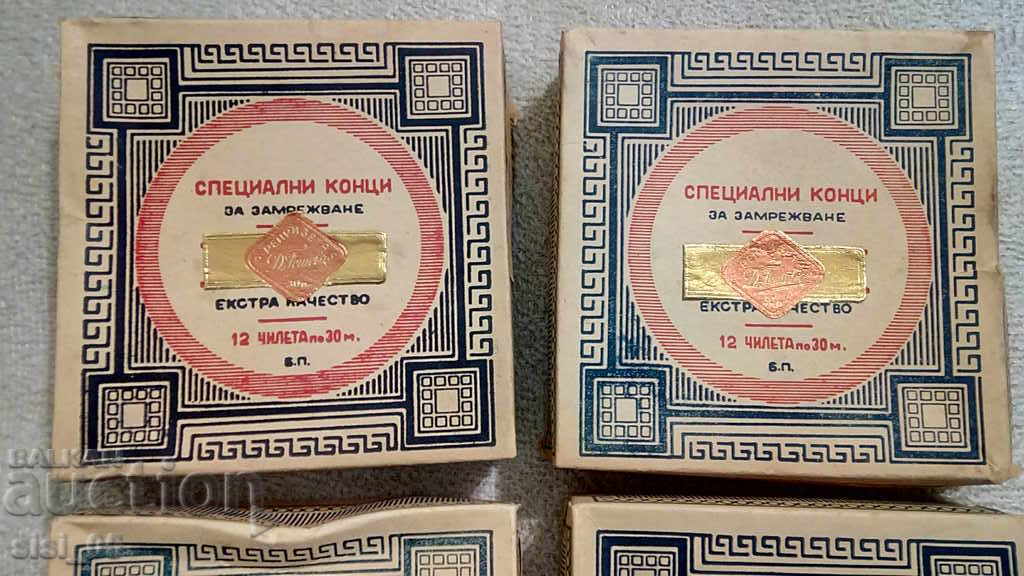 СПЕЦИАЛНИ КОНЦИ
ЗА ЗАМРЕЖВАНЕ
ЕКСТРА КАЧЕСТВО
12 ЧИЛЕТА по 30 м.
Б.П.
СПЕЦИАЛНИ КОНЦИ
ЗА ЗАМРЕЖВАНЕ
ЕКСТРА КАЧЕСТВО
12 ЧИЛЕТА по 30 м.
Б.П.
BALKAN
auction